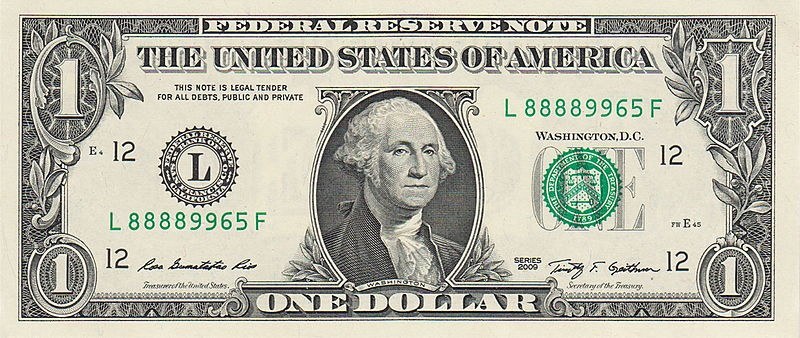 FEDERAL RESERVE NOTE
THE UNITED STATES OF AMERICA
1
1
THIS NOTE IS LEGAL TENDER
FOR ALL DEBTS, PUBLIC AND PRIVATE
L 88889965 F
WASHINGTON, D.C.
E4 12
L
12
ONE
THE DEPARTMENT OF THE TREASURY
1789
L 88889965 F
FW E 45
12
Rosa Gumataotao Rios
Treasurer of the United States.
WASHINGTON
SERIES
2009
Timothy F. Geithner
Secretary of the Treasury.
12
1
ONE DOLLAR
1